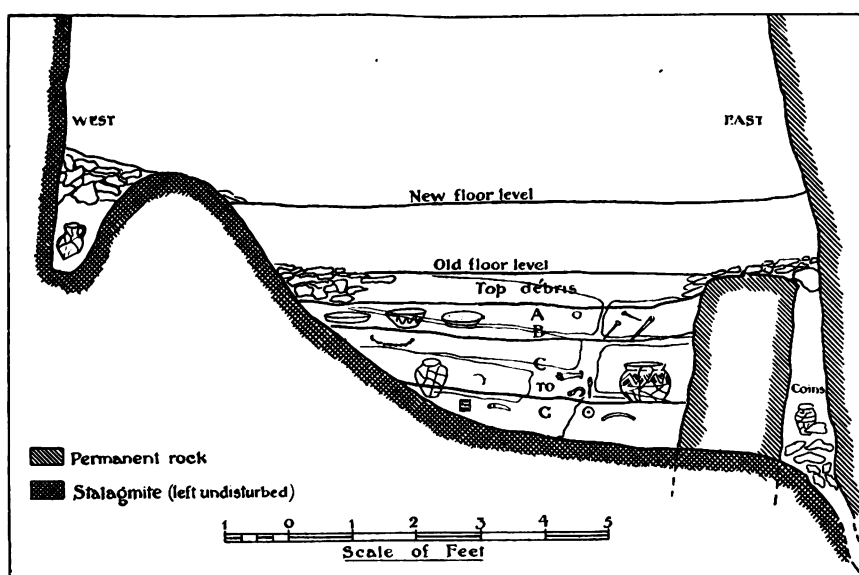 WEST
EAST
New floor level
Old floor level
Top débris
A
B
C
TO
G
Coins
Permanent rock
Stalagmite (left undisturbed)
1 0 1 2 3 4 5
Scale of Feet